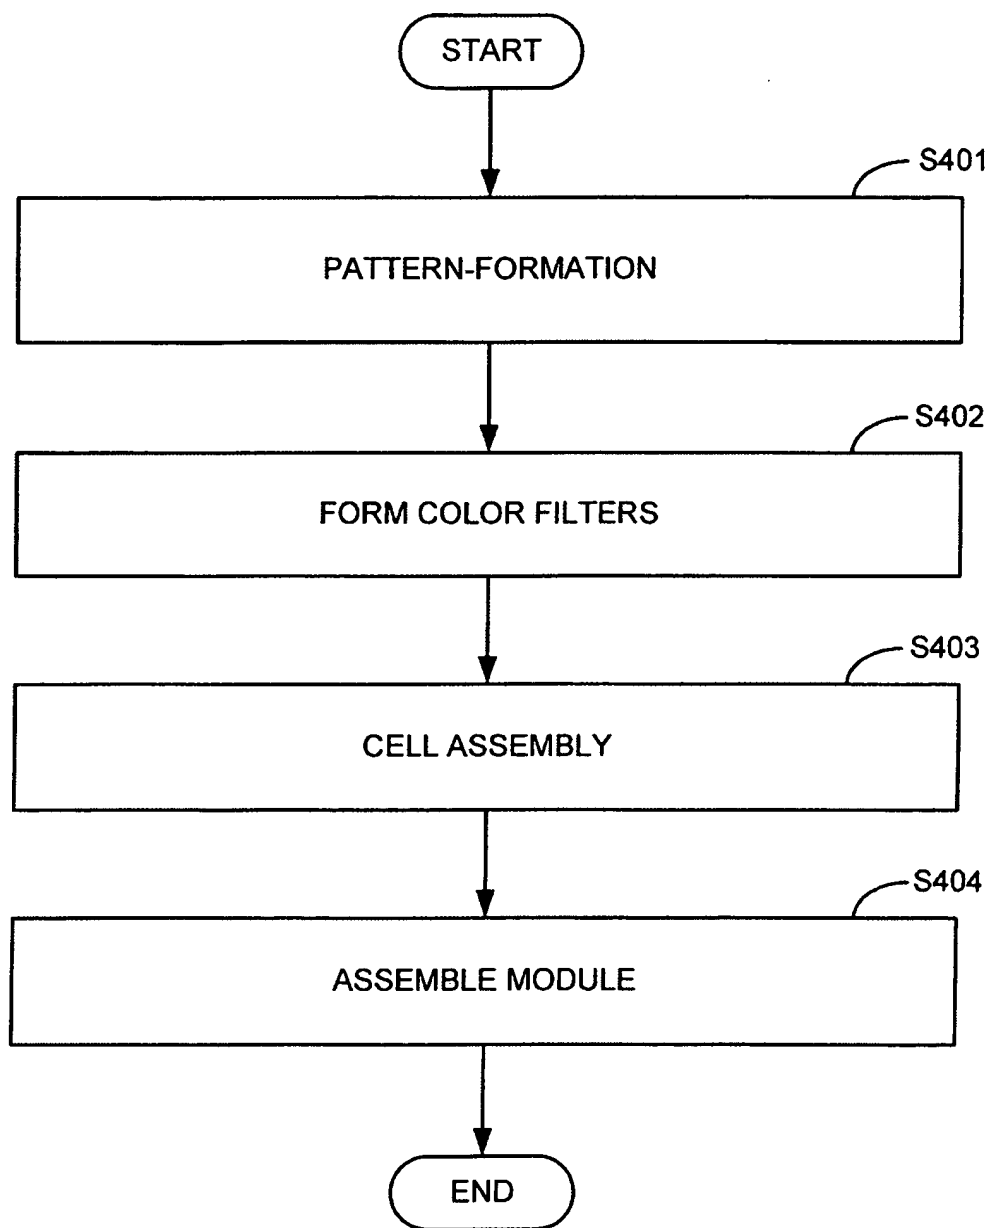 START
S401
PATTERN-FORMATION
S402
FORM COLOR FILTERS
S403
CELL ASSEMBLY
S404
ASSEMBLE MODULE
END